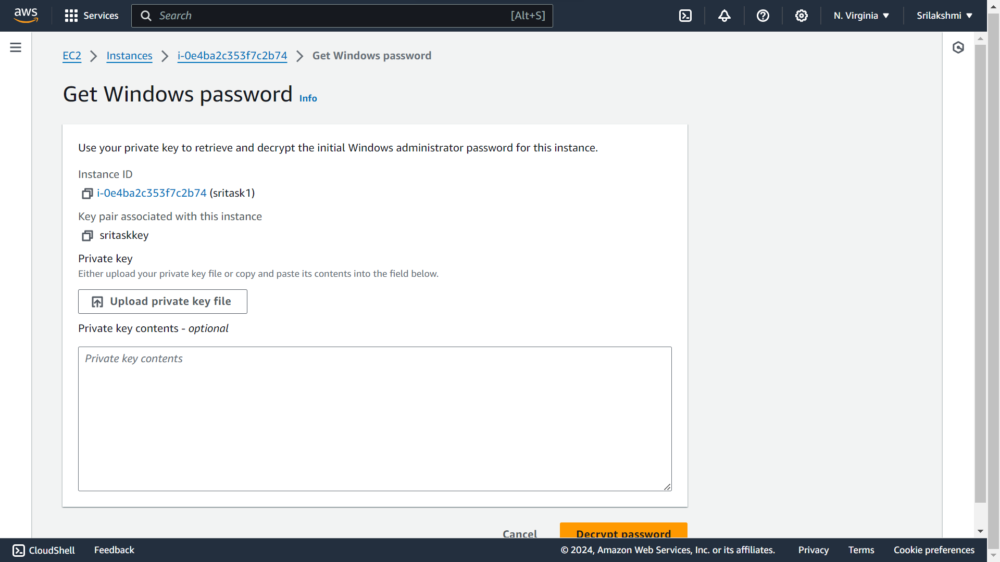 aws
Services
Search
[Alt+S]
N. Virginia
Srilakshmi
EC2
Instances
i-0e4ba2c353f7c2b74
Get Windows password
Get Windows password Info
Use your private key to retrieve and decrypt the initial Windows administrator password for this instance.
Instance ID
i-0e4ba2c353f7c2b74 (sritask1)
Key pair associated with this instance
sritaskkey
Private key
Either upload your private key file or copy and paste its contents into the field below.
Upload private key file
Private key contents - optional
Private key contents
Cancel
Decrypt password
CloudShell
Feedback
© 2024, Amazon Web Services, Inc. or its affiliates.
Privacy
Terms
Cookie preferences